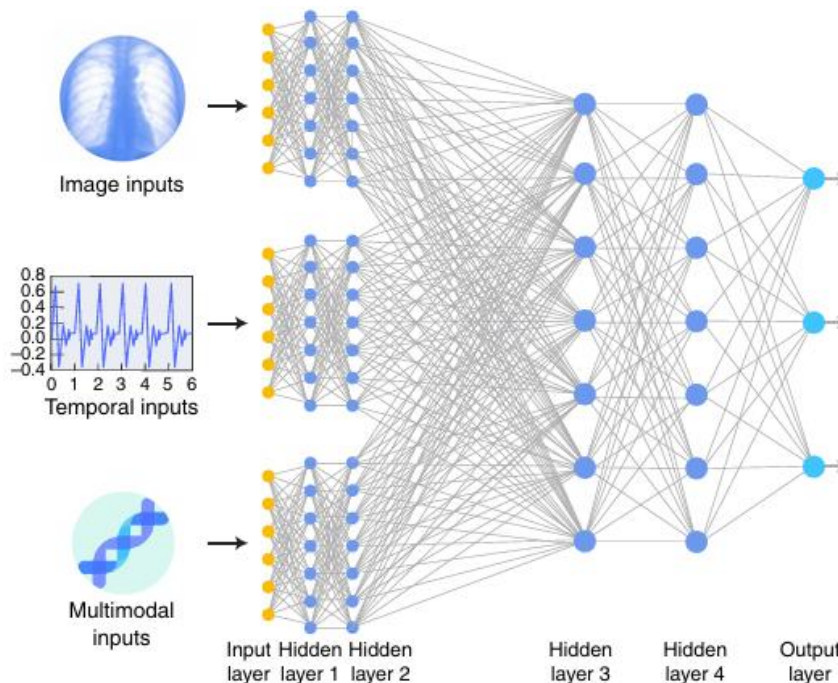 Image inputs
0.8
0.6
0.4
0.2
0.0
−0.2
−0.4
0 1 2 3 4 5 6
Temporal inputs
Multimodal
inputs
Input
layer
Hidden
layer 1
Hidden
layer 2
Hidden
layer 3
Hidden
layer 4
Output
layer